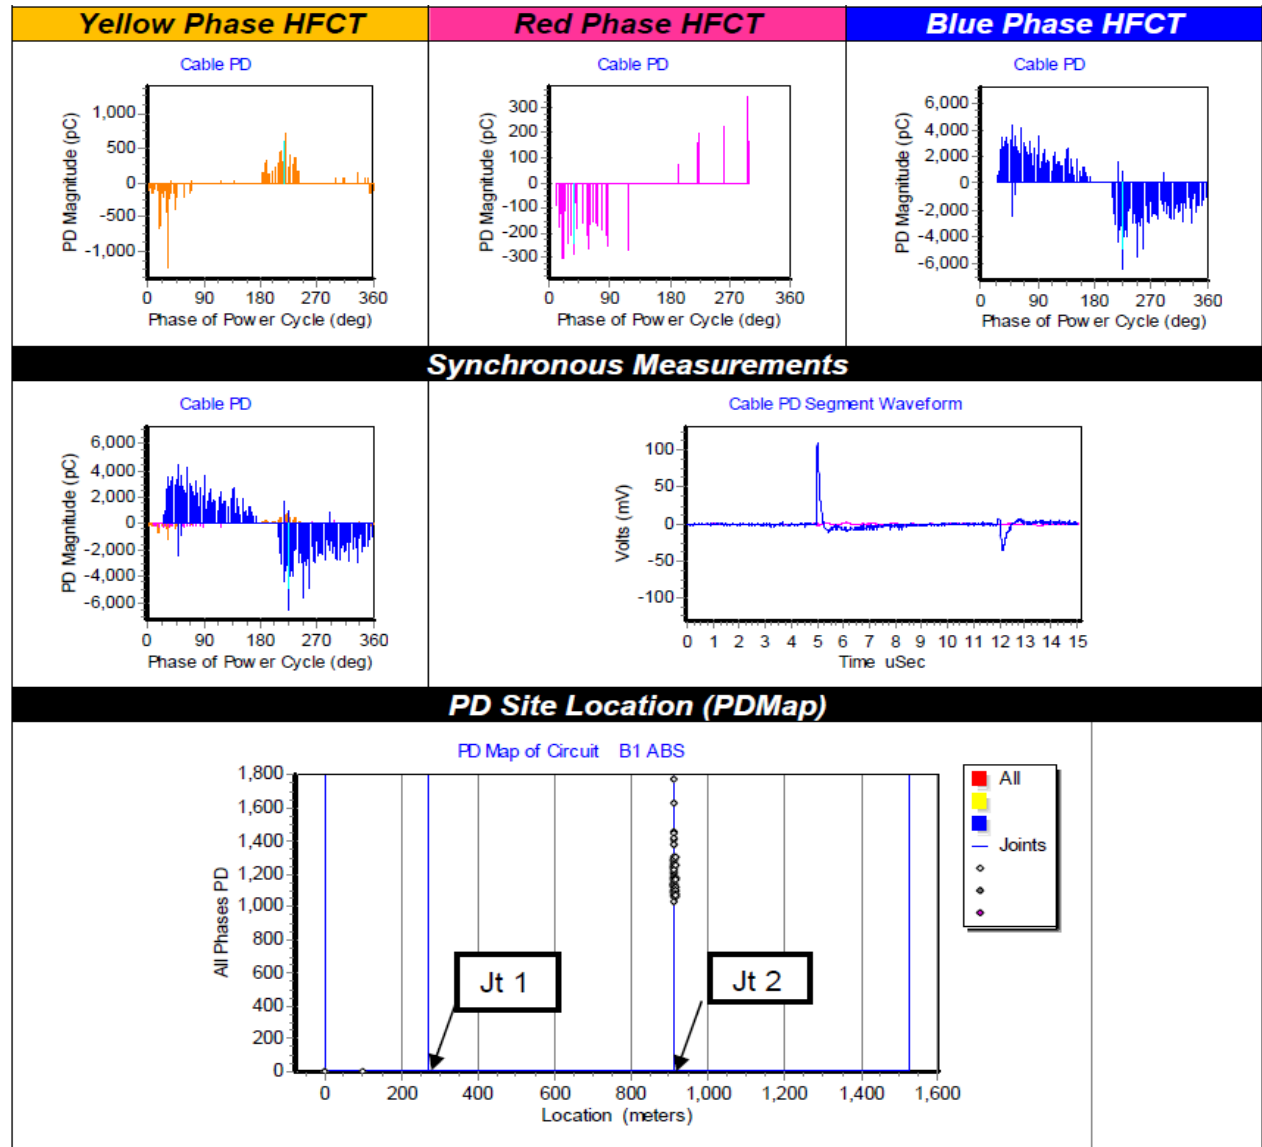 Yellow Phase HFCT
Red Phase HFCT
Blue Phase HFCT
Cable PD
PD Magnitude (pC)
1,000
500
0
-500
-1,000
0 90 180 270 360
Phase of Power Cycle (deg)
Cable PD
PD Magnitude (pC)
300
200
100
0
-100
-200
-300
0 90 180 270 360
Phase of Power Cycle (deg)
Cable PD
PD Magnitude (pC)
6,000
4,000
2,000
0
-2,000
-4,000
-6,000
0 90 180 270 360
Phase of Power Cycle (deg)
Synchronous Measurements
Cable PD
PD Magnitude (pC)
6,000
4,000
2,000
0
-2,000
-4,000
-6,000
0 90 180 270 360
Phase of Power Cycle (deg)
Cable PD Segment Waveform
Volts (mV)
100
50
0
-50
-100
0 1 2 3 4 5 6 7 8 9 10 11 12 13 14 15
Time uSec
PD Site Location (PDMap)
PD Map of Circuit B1 ABS
All Phases PD
1,800
1,600
1,400
1,200
1,000
800
600
400
200
0
Jt 1
Jt 2
0 200 400 600 800 1,000 1,200 1,400 1,600
Location (meters)
All
Joints